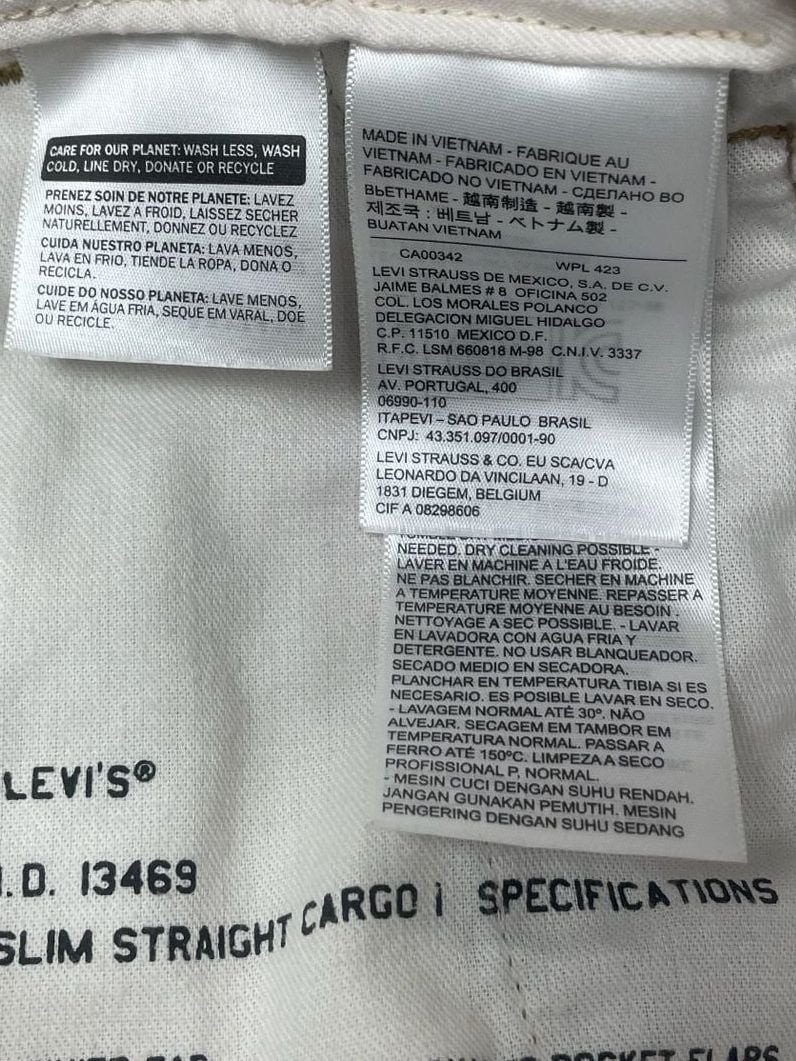 CARE FOR OUR PLANET: WASH LESS, WASH
COLD, LINE DRY, DONATE OR RECYCLE
PRENEZ SOIN DE NOTRE PLANETE: LAVEZ
MOINS, LAVEZ A FROID, LAISSEZ SECHER
NATURELLEMENT, DONNEZ OU RECYCLEZ
CUIDA NUESTRO PLANETA: LAVA MENOS,
LAVA EN FRIO, TIENDE LA ROPA, DONA O
RECICLA.
CUIDE DO NOSSO PLANETA: LAVE MENOS,
LAVE EM ÁGUA FRIA, SEQUE EM VARAL, DOE
OU RECICLE.
MADE IN VIETNAM - FABRIQUE AU
VIETNAM - FABRICADO EN VIETNAM -
FABRICADO NO VIETNAM - СДЕЛАНО ВО
ВЬЕТНАМЕ - 越南制造 - 越南製 -
제조국 : 베트남 - ベトナム製 -
BUATAN VIETNAM
CA00342 WPL 423
LEVI STRAUSS DE MEXICO, S.A. DE C.V.
JAIME BALMES # 8 OFICINA 502
COL. LOS MORALES POLANCO
DELEGACION MIGUEL HIDALGO
C.P. 11510 MEXICO D.F.
R.F.C. LSM 660818 M-98 C.N.I.V. 3337
LEVI STRAUSS DO BRASIL
AV. PORTUGAL, 400
06990-110
ITAPEVI – SAO PAULO BRASIL
CNPJ: 43.351.097/0001-90
LEVI STRAUSS & CO. EU SCA/CVA
LEONARDO DA VINCILAAN, 19 - D
1831 DIEGEM, BELGIUM
CIF A 08298606
NEEDED. DRY CLEANING POSSIBLE -
LAVER EN MACHINE A L'EAU FROIDE.
NE PAS BLANCHIR. SECHER EN MACHINE
A TEMPERATURE MOYENNE. REPASSER A
TEMPERATURE MOYENNE AU BESOIN .
NETTOYAGE A SEC POSSIBLE. - LAVAR
EN LAVADORA CON AGUA FRIA Y
DETERGENTE. NO USAR BLANQUEADOR.
SECADO MEDIO EN SECADORA.
PLANCHAR EN TEMPERATURA TIBIA SI ES
NECESARIO. ES POSIBLE LAVAR EN SECO.
- LAVAGEM NORMAL ATÉ 30º. NÃO
ALVEJAR. SECAGEM EM TAMBOR EM
TEMPERATURA NORMAL. PASSAR A
FERRO ATÉ 150ºC. LIMPEZA A SECO
PROFISSIONAL P, NORMAL.
- MESIN CUCI DENGAN SUHU RENDAH.
JANGAN GUNAKAN PEMUTIH. MESIN
PENGERING DENGAN SUHU SEDANG
LEVI'S®
.D. 13469
SLIM STRAIGHT CARGO i SPECIFICATIONS
POCKET FLAPS